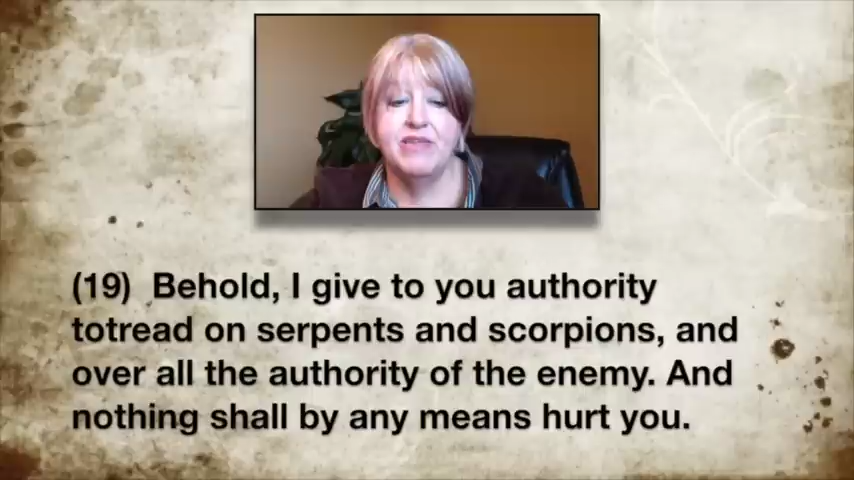 (19)  Behold, I give to you authority
totread on serpents and scorpions, and
over all the authority of the enemy. And
nothing shall by any means hurt you.